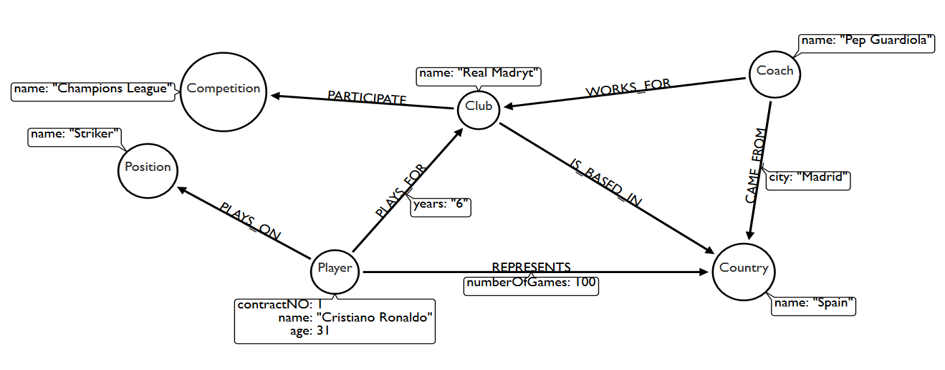 name: "Pep Guardiola"
Coach
name: "Real Madryt"
Competition
name: "Champions League"
WORKS_FOR
PARTICIPATE
Club
name: "Striker"
Position
IS_BASED_IN
CAME_FROM
city: "Madrid"
PLAYS_FOR
years: "6"
PLAYS_ON
Player
REPRESENTS
numberOfGames: 100
Country
name: "Spain"
contractNO: 1
name: "Cristiano Ronaldo"
age: 31